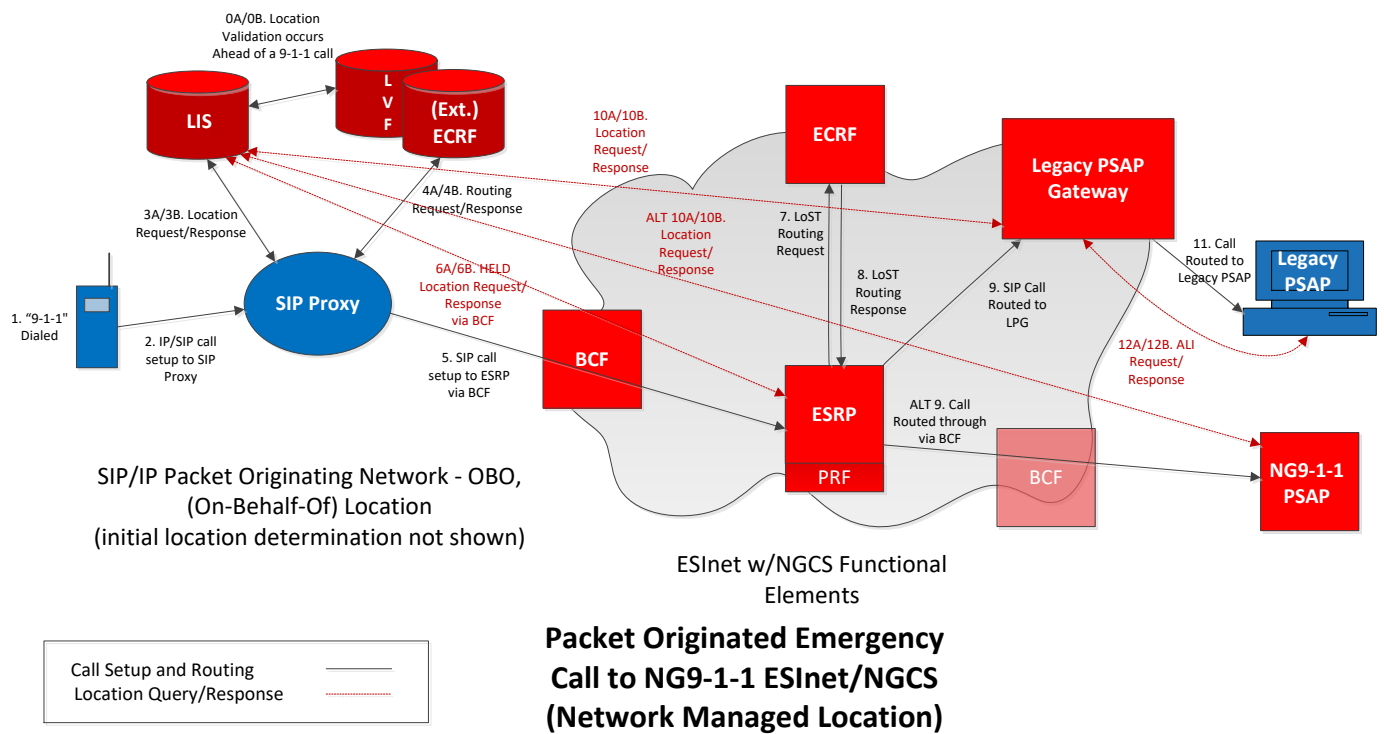 0A/0B. Location
Validation occurs
Ahead of a 9-1-1 call
LIS
L
V
F
(Ext.)
ECRF
10A/10B.
Location
Request/
Response
ECRF
Legacy PSAP
Gateway
3A/3B. Location
Request/Response
4A/4B. Routing
Request/Response
ALT 10A/10B.
Location
Request/
Response
7. LoST
Routing
Request
8. LoST
Routing
Response
9. SIP Call
Routed to
LPG
11. Call
Routed to
Legacy PSAP
Legacy
PSAP
1. “9-1-1"
Dialed
2. IP/SIP call
setup to SIP
Proxy
SIP Proxy
6A/6B. HELD
Location Request/
Response
via BCF
5. SIP call
setup to ESRP
via BCF
BCF
ESRP
PRF
ALT 9. Call
Routed through
via BCF
BCF
12A/12B. ALI
Request/
Response
NG9-1-1
PSAP
SIP/IP Packet Originating Network - OBO,
(On-Behalf-Of) Location
(initial location determination not shown)
ESInet w/NGCS Functional
Elements
Packet Originated Emergency
Call to NG9-1-1 ESInet/NGCS
(Network Managed Location)
Call Setup and Routing
Location Query/Response